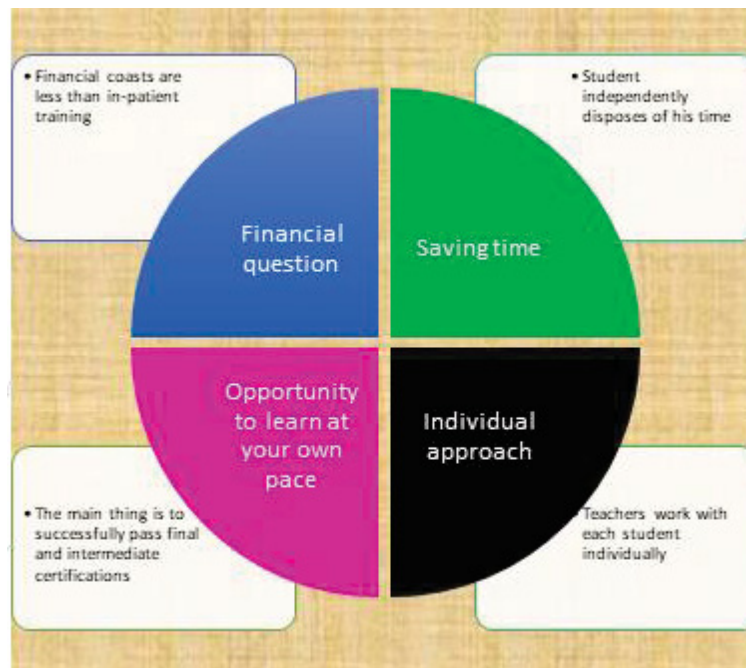 • Financial coasts are
less than in-patient
training
• Student
independently
disposes of his time
Financial
question
Saving time
Opportunity
to learn at
your own
pace
Individual
approach
• The main thing is to
successfully pass final
and intermediate
certifications
• Teachers work with
each student
individually